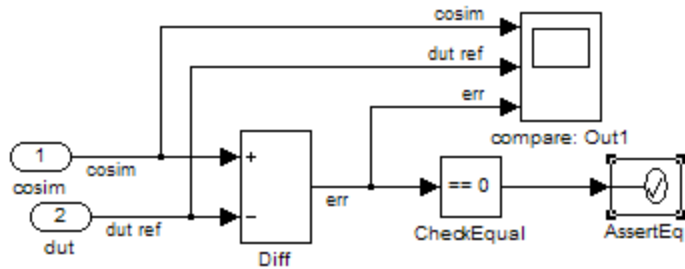 cosim
dut ref
err
compare: Out1
1
cosim
cosim
+
−
err
== 0
CheckEqual
AssertEq
2
dut
dut ref
Diff